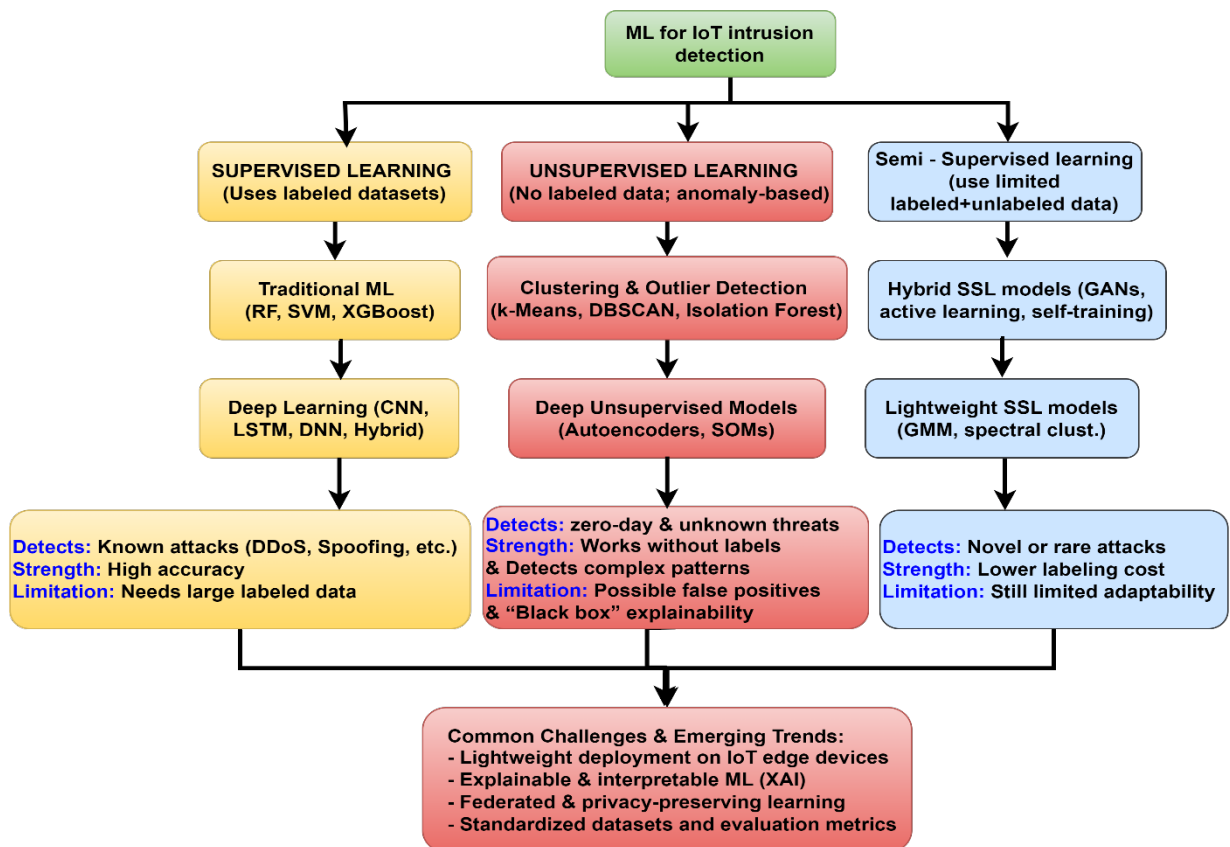 ML for IoT intrusion
detection
SUPERVISED LEARNING
(Uses labeled datasets)
UNSUPERVISED LEARNING
(No labeled data; anomaly-based)
Semi - Supervised learning
(use limited
labeled+unlabeled data)
Traditional ML
(RF, SVM, XGBoost)
Clustering & Outlier Detection
(k-Means, DBSCAN, Isolation Forest)
Hybrid SSL models (GANs,
active learning, self-training)
Deep Learning (CNN,
LSTM, DNN, Hybrid)
Deep Unsupervised Models
(Autoencoders, SOMs)
Lightweight SSL models
(GMM, spectral clust.)
Detects: Known attacks (DDoS, Spoofing, etc.)
Strength: High accuracy
Limitation: Needs large labeled data
Detects: zero-day & unknown threats
Strength: Works without labels
& Detects complex patterns
Limitation: Possible false positives
& “Black box” explainability
Detects: Novel or rare attacks
Strength: Lower labeling cost
Limitation: Still limited adaptability
Common Challenges & Emerging Trends:
- Lightweight deployment on IoT edge devices
- Explainable & interpretable ML (XAI)
- Federated & privacy-preserving learning
- Standardized datasets and evaluation metrics